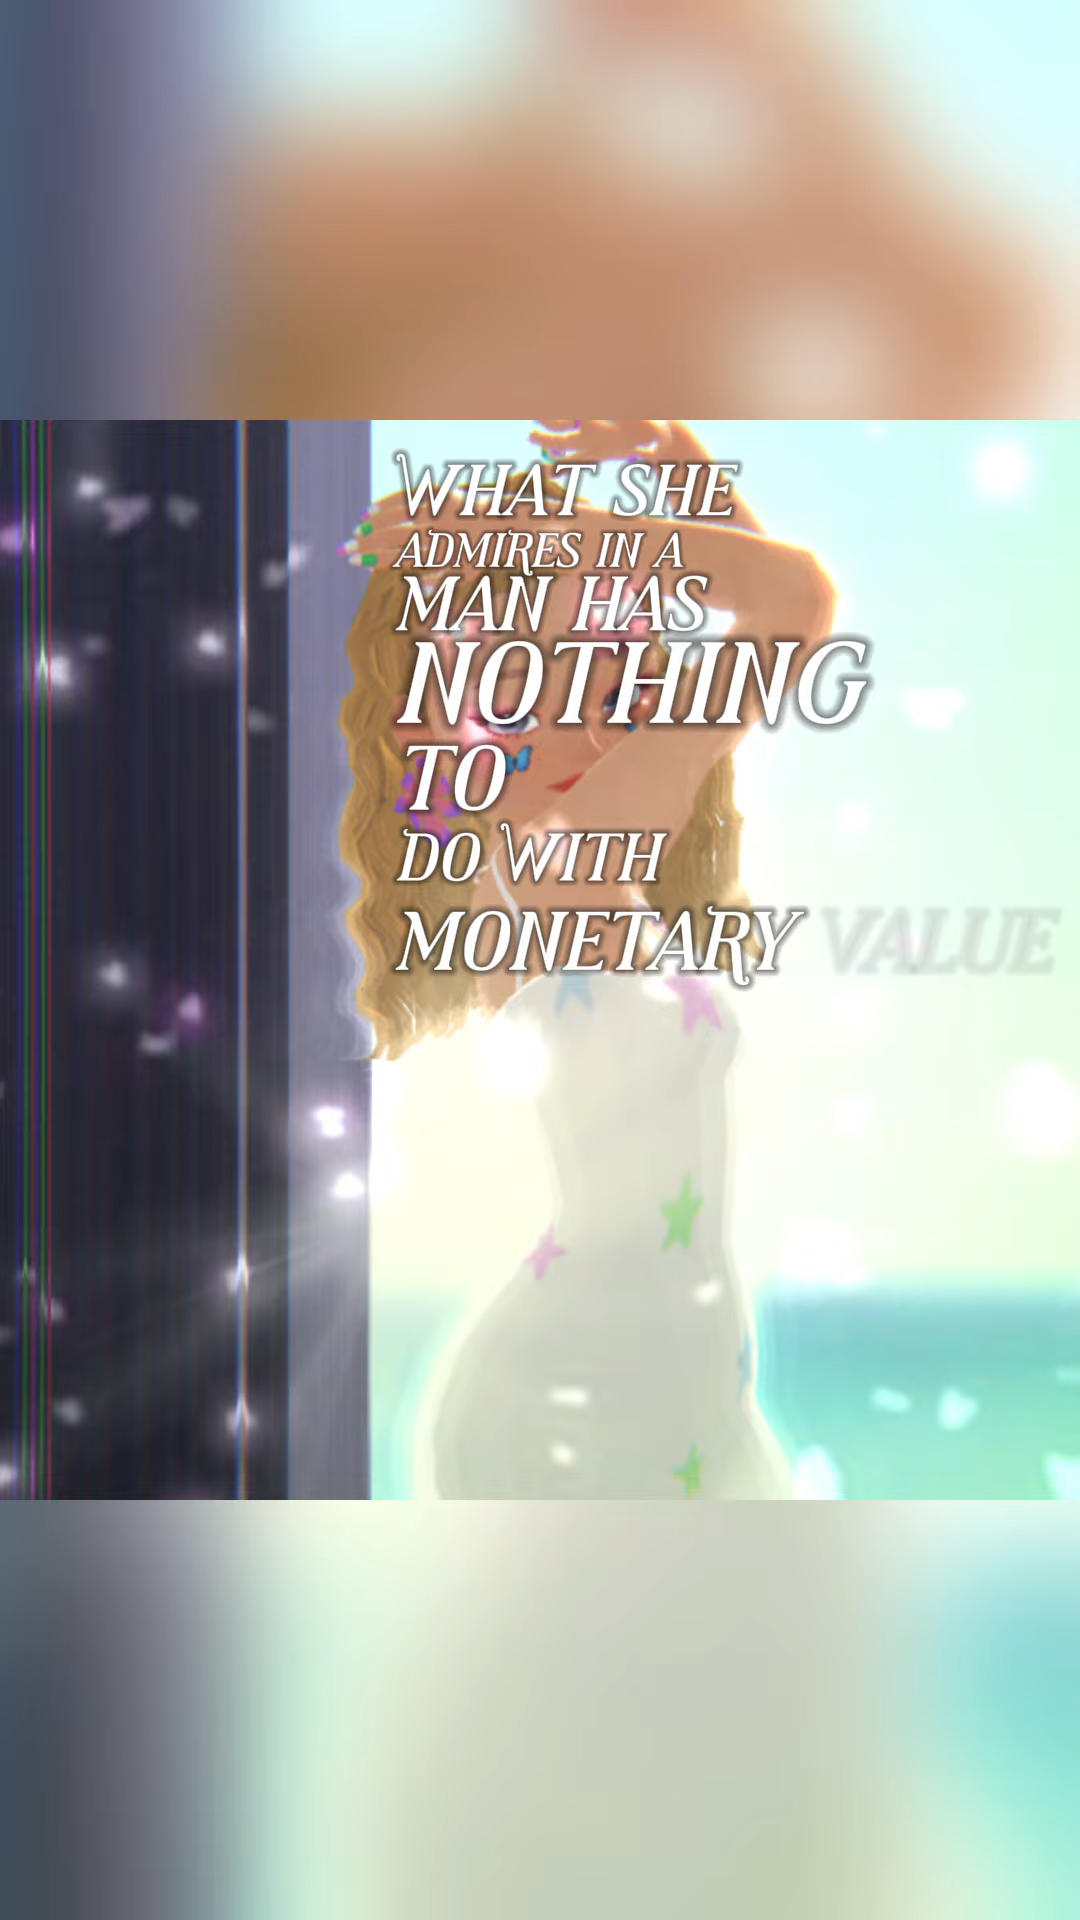 WHAT SHE
ADMIRES IN A
MAN HAS
NOTHING
TO
DO WITH
MONETARY VALUE